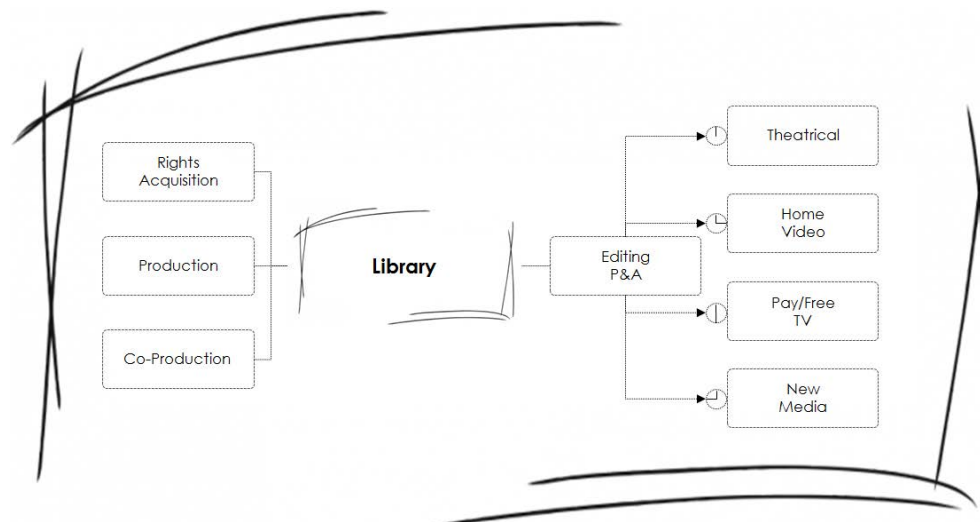 Rights
Acquisition
Production
Co-Production
Library
Editing
P&A
Theatrical
Home
Video
Pay/Free
TV
New
Media